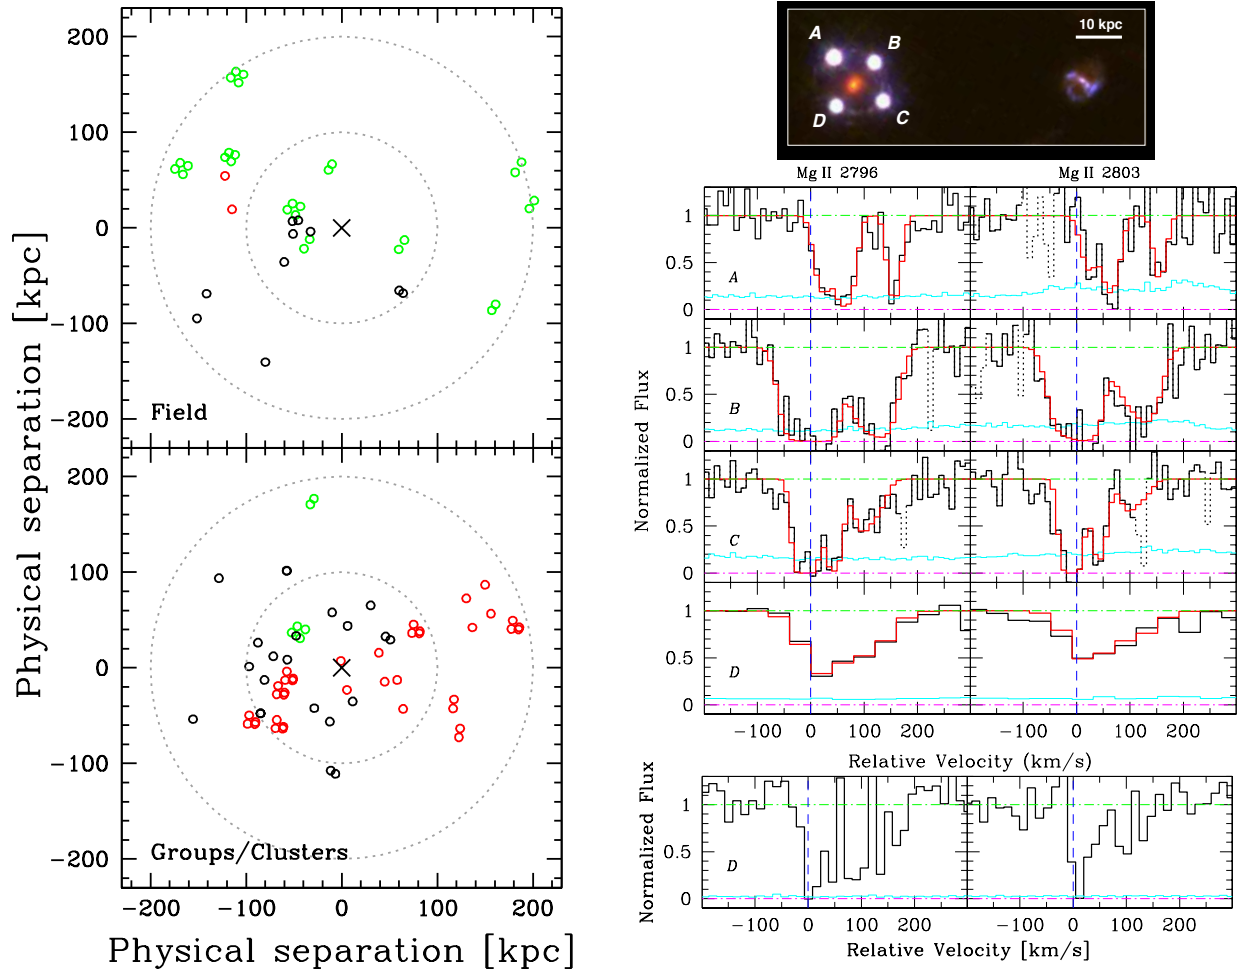 Physical separation [kpc]
200
100
0
−100
−200
Field
200
100
0
−100
−200
Groups/Clusters
−200
−100
0
100
200
Physical separation [kpc]
A
B
C
D
10 kpc
Mg II 2796
Mg II 2803
Normalized Flux
1
0.5
0
A
1
0.5
0
B
1
0.5
0
C
1
0.5
0
D
−100
0
100
200
−100
0
100
200
Relative Velocity (km/s)
Normalized Flux
1
0.5
0
D
−100
0
100
200
−100
0
100
200
Relative Velocity [km/s]